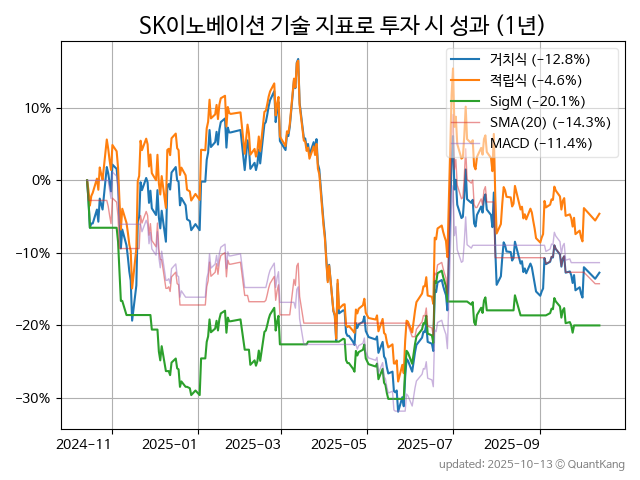 SK이노베이션 기술 지표로 투자 시 성과 (1년)
거치식 (−12.8%)
적립식 (−4.6%)
SigM (−20.1%)
SMA(20) (−14.3%)
MACD (−11.4%)
10%
0%
−10%
−20%
−30%
2024-11 2025-01 2025-03 2025-05 2025-07 2025-09
updated: 2025-10-13 ⓒ QuantKang